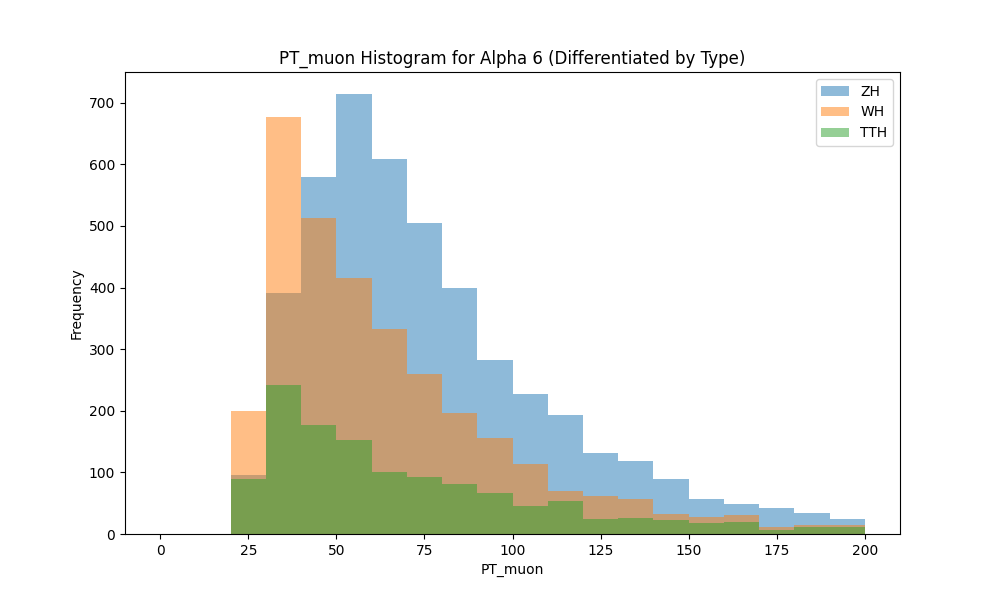 PT_muon Histogram for Alpha 6 (Differentiated by Type)
ZH
WH
TTH
700
600
500
400
300
200
100
0
Frequency
0 25 50 75 100 125 150 175 200
PT_muon